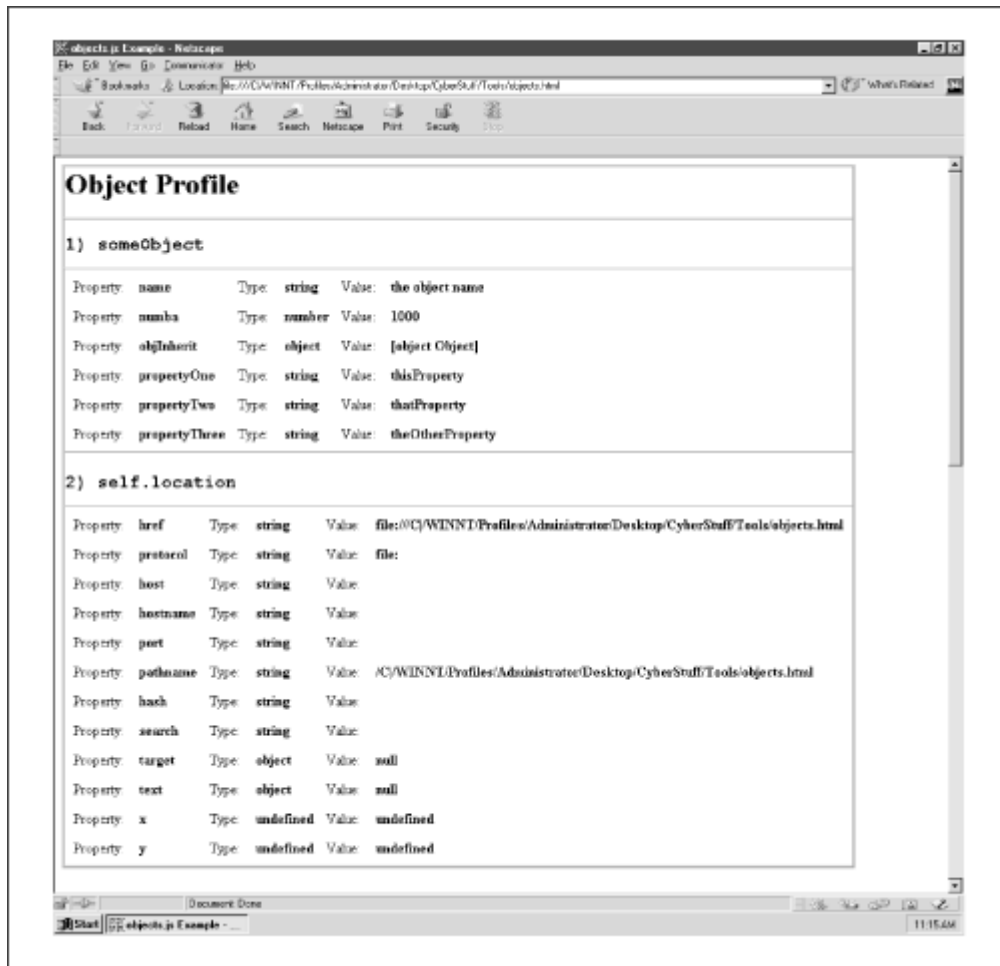 objects.js Example - Netscape
File Edit View Go Communicator Help
Bookmarks Location: file:///C|/WINNT/Profiles/Administrator/Desktop/CyberStuff/Tools/objects.html What's Related
Back Forward Reload Home Search Netscape Print Security Stop
Object Profile
1) someObject
Property: name Type: string Value: the object name
Property: numba Type: number Value: 1000
Property: objInherit Type: object Value: [object Object]
Property: propertyOne Type: string Value: thisProperty
Property: propertyTwo Type: string Value: thatProperty
Property: propertyThree Type: string Value: theOtherProperty
2) self.location
Property: href Type: string Value: file:///C|/WINNT/Profiles/Administrator/Desktop/CyberStuff/Tools/objects.html
Property: protocol Type: string Value: file:
Property: host Type: string Value:
Property: hostname Type: string Value:
Property: port Type: string Value:
Property: pathname Type: string Value: /C|/WINNT/Profiles/Administrator/Desktop/CyberStuff/Tools/objects.html
Property: hash Type: string Value:
Property: search Type: string Value:
Property: target Type: object Value: null
Property: text Type: object Value: null
Property: x Type: undefined Value: undefined
Property: y Type: undefined Value: undefined
Document: Done
Start objects.js Example - ... 11:15 AM